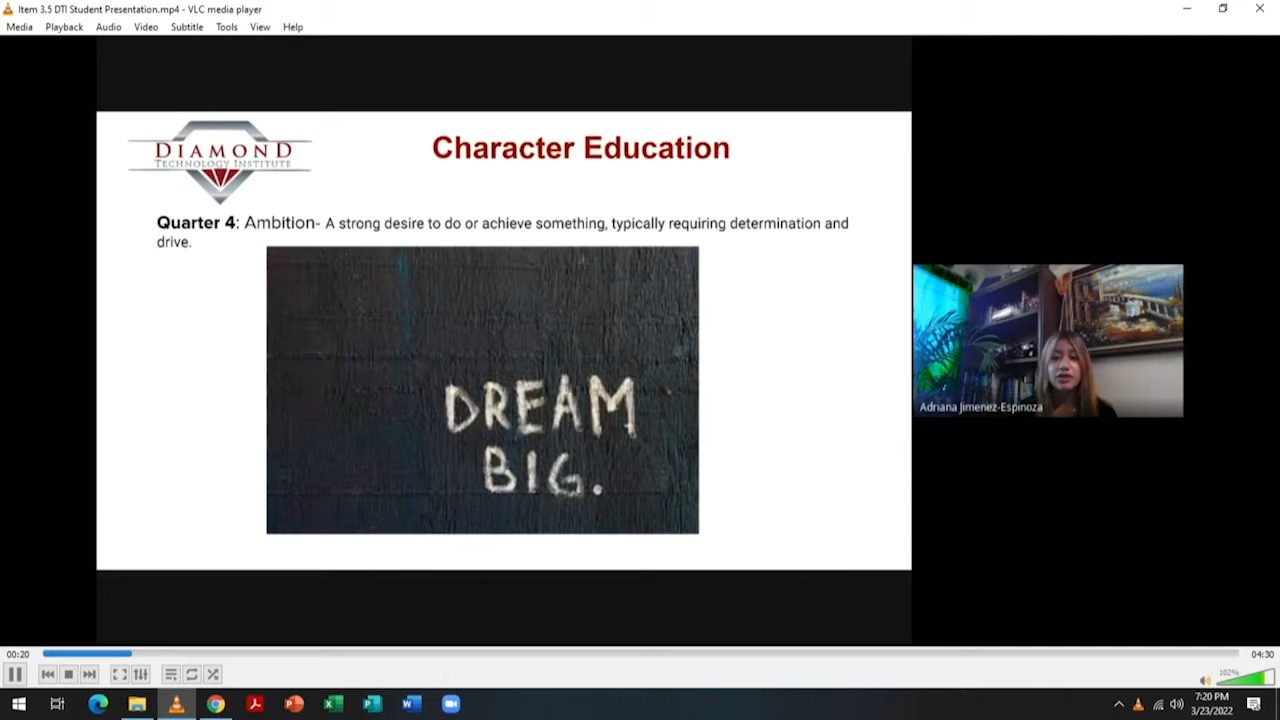 Item 3.5 DTI Student Presentation.mp4 - VLC media player
Media Playback Audio Video Subtitle Tools View Help
DIAMOND
TECHNOLOGY INSTITUTE
Character Education
Quarter 4: Ambition- A strong desire to do or achieve something, typically requiring determination and
drive.
DREAM
BIG.
Adriana Jimenez-Espinoza
00:20
04:30
102%
7:20 PM
3/23/2022